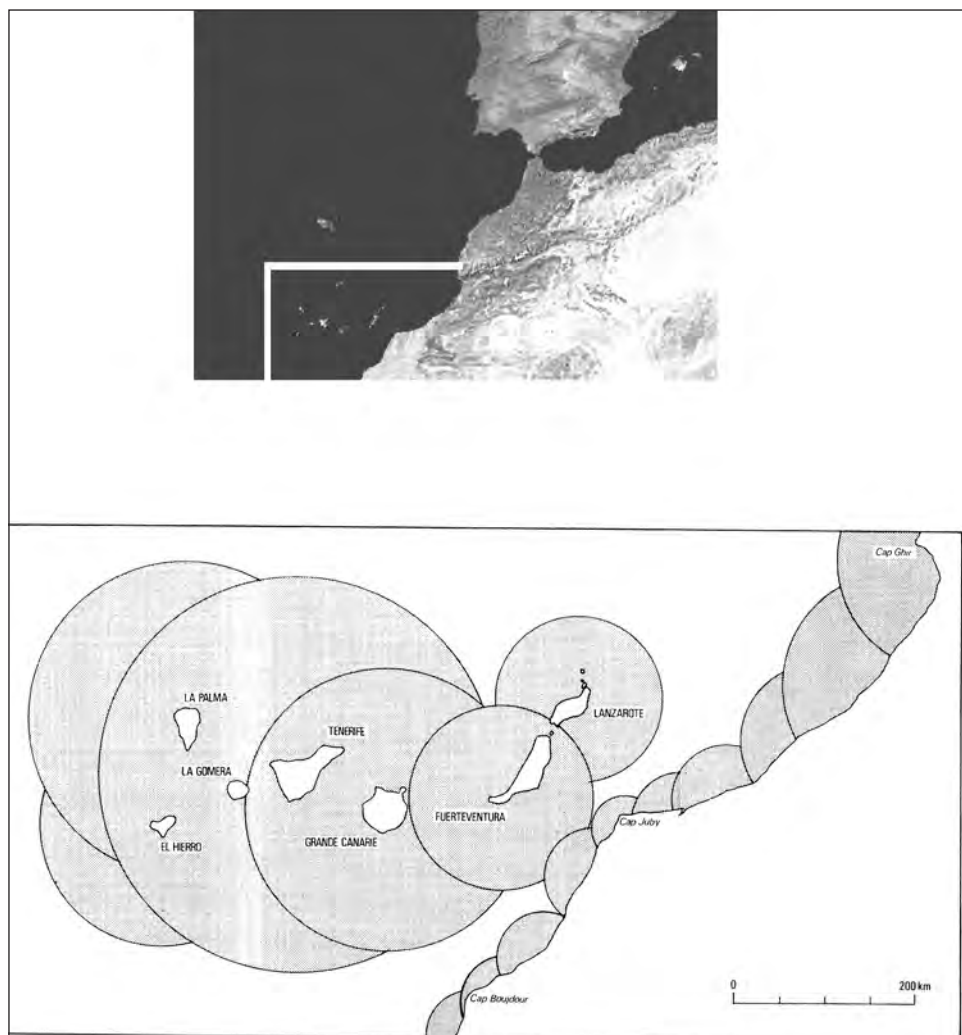 Cap Ghir
LA PALMA
LANZAROTE
TENERIFE
LA GOMERA
FUERTEVENTURA
Cap Juby
GRANDE CANARIE
EL HIERRO
0 200 km
Cap Boujdour